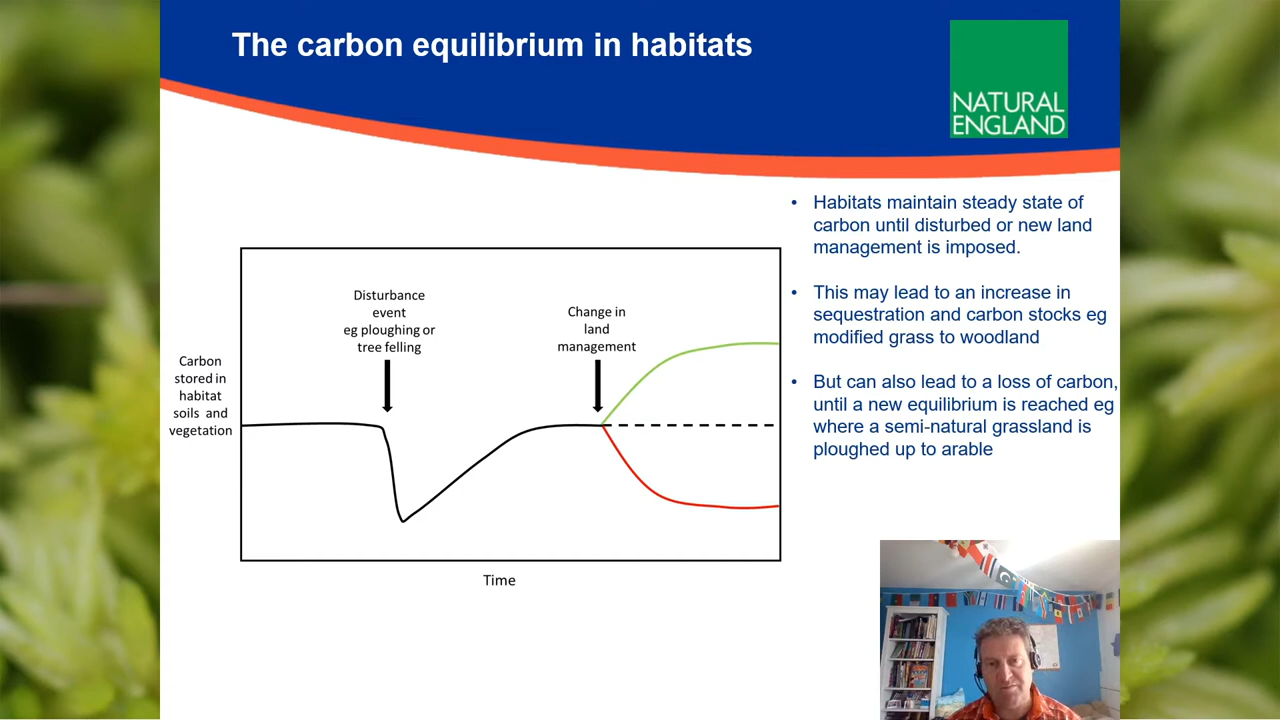 The carbon equilibrium in habitats
NATURAL
ENGLAND
• Habitats maintain steady state of
carbon until disturbed or new land
management is imposed.
• This may lead to an increase in
sequestration and carbon stocks eg
modified grass to woodland
• But can also lead to a loss of carbon,
until a new equilibrium is reached eg
where a semi-natural grassland is
ploughed up to arable
Carbon
stored in
habitat
soils and
vegetation
Disturbance
event
eg ploughing or
tree felling
Change in
land
management
Time